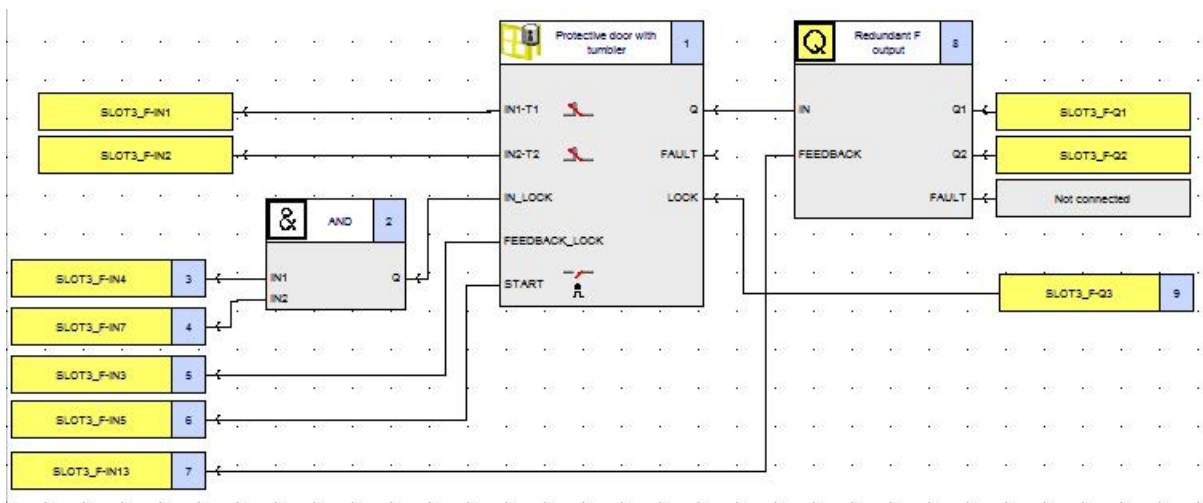 Protective door with
tumbler
1
Q
Redundant F
output
8
SLOT3_F-IN1
IN1-T1
Q
IN
Q1
SLOT3_F-Q1
SLOT3_F-IN2
IN2-T2
FAULT
FEEDBACK
Q2
SLOT3_F-Q2
IN_LOCK
LOCK
FAULT
Not connected
&
AND
2
FEEDBACK_LOCK
SLOT3_F-IN4
3
IN1
Q
START
IN2
SLOT3_F-Q3
9
SLOT3_F-IN7
4
SLOT3_F-IN3
5
SLOT3_F-IN5
6
SLOT3_F-IN13
7